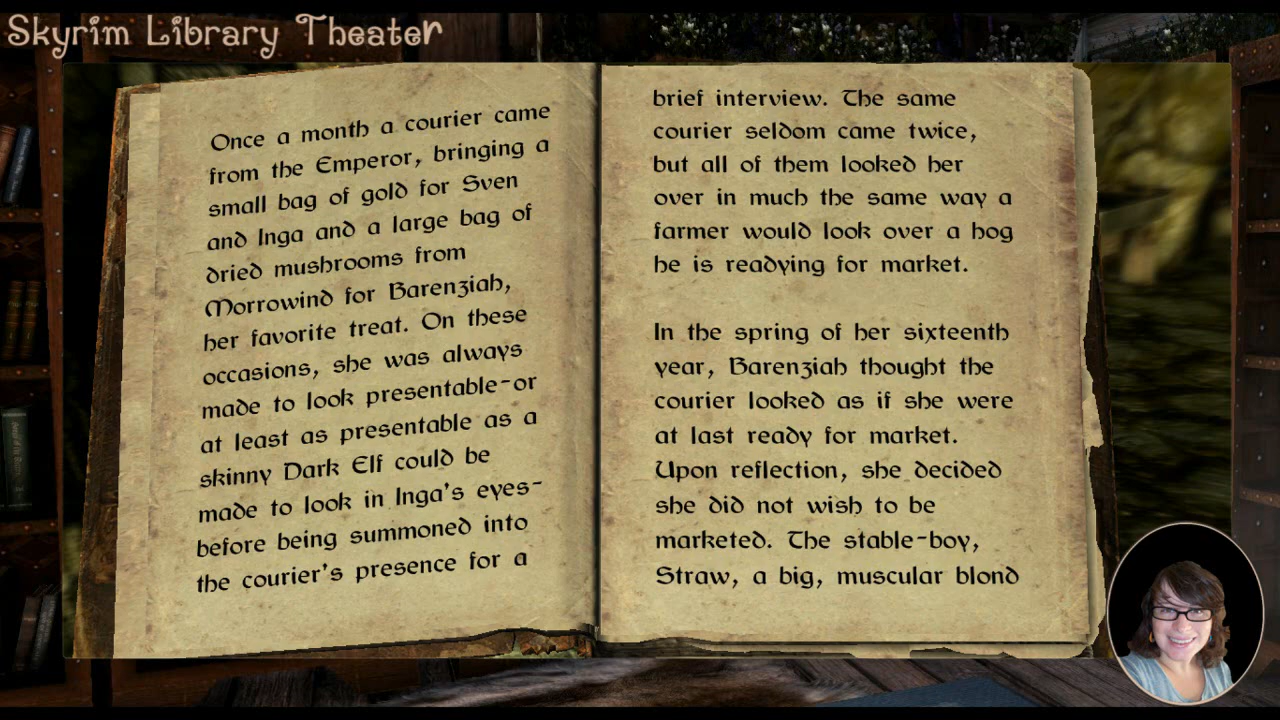 Skyrim Library Theater
Once a month a courier came
from the Emperor, bringing a
small bag of gold for Sven
and Inga and a large bag of
dried mushrooms from
Morrowind for Barenziah,
her favorite treat. On these
occasions, she was always
made to look presentable-or
at least as presentable as a
skinny Dark Elf could be
made to look in Inga's eyes-
before being summoned into
the courier's presence for a
brief interview. The same
courier seldom came twice,
but all of them looked her
over in much the same way a
farmer would look over a hog
he is readying for market.
In the spring of her sixteenth
year, Barenziah thought the
courier looked as if she were
at last ready for market.
Upon reflection, she decided
she did not wish to be
marketed. The stable-boy,
Straw, a big, muscular blond